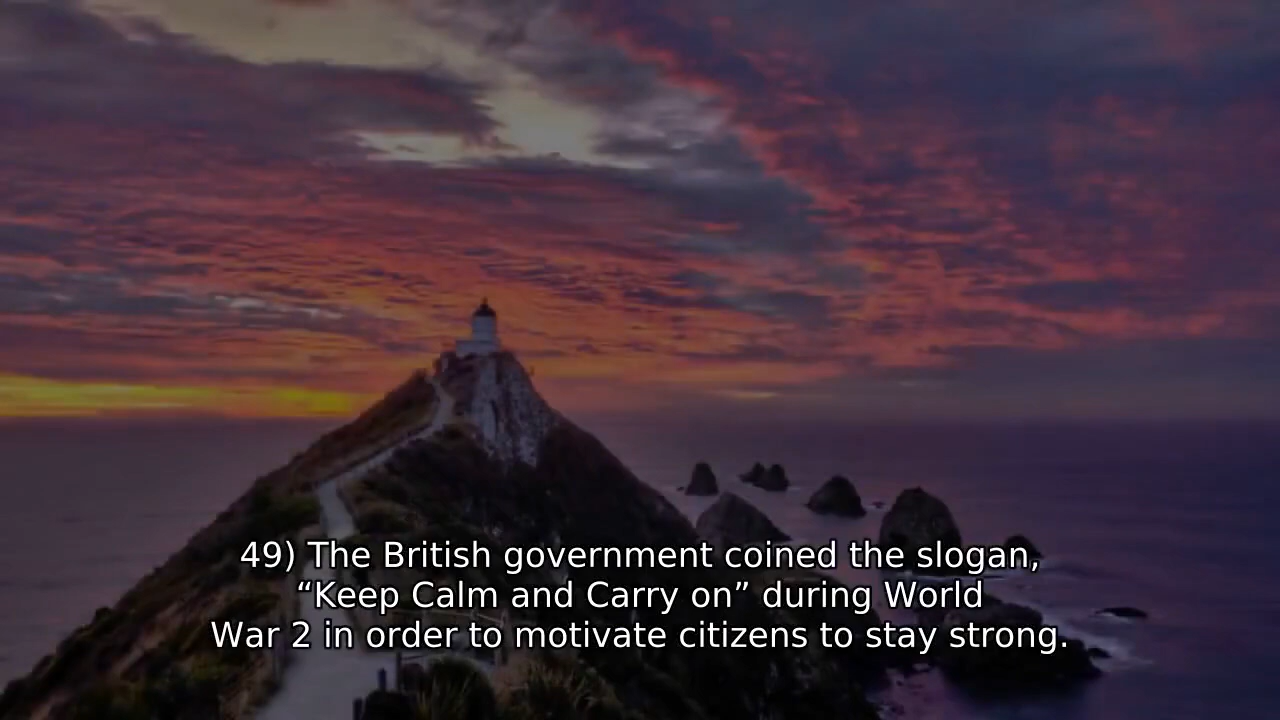 49) The British government coined the slogan,
“Keep Calm and Carry on” during World
War 2 in order to motivate citizens to stay strong.